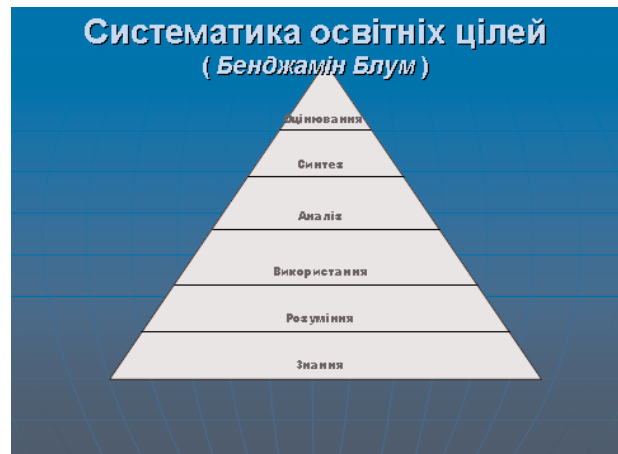 Систематика освітніх цілей
( Бенджамін Блум )
Оцінювання
Синтез
Аналіз
Використання
Розуміння
Знання